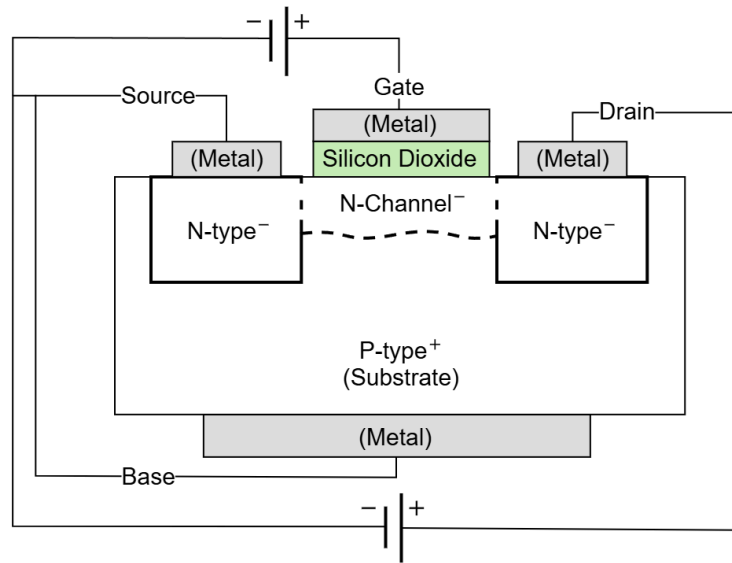 − +
Gate
Source
Drain
(Metal)
(Metal)
Silicon Dioxide
(Metal)
N-Channel⁻
N-type⁻
N-type⁻
P-type⁺
(Substrate)
(Metal)
Base
− +